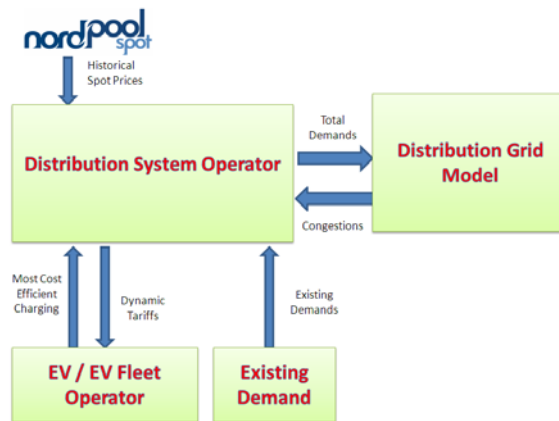 nordpool
spot
Historical
Spot Prices
Distribution System Operator
Total
Demands
Distribution Grid
Model
Congestions
Most Cost
Efficient
Charging
Dynamic
Tariffs
Existing
Demands
EV / EV Fleet
Operator
Existing
Demand